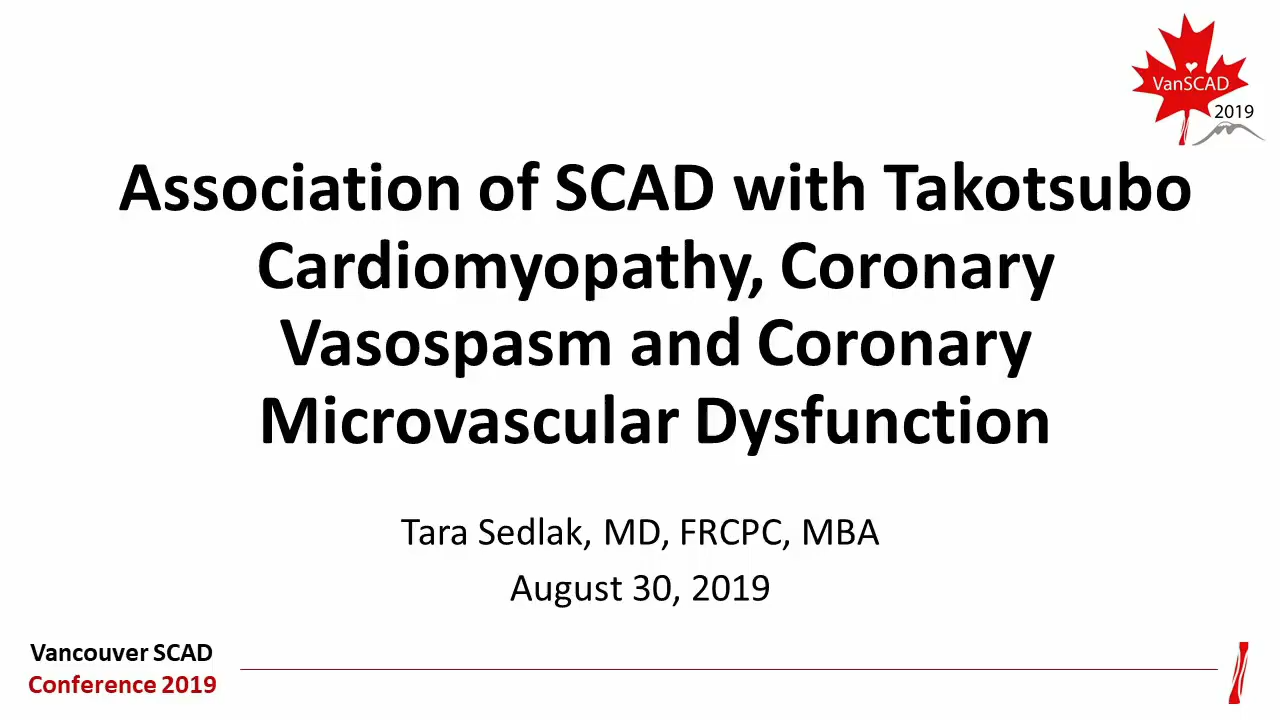 VanSCAD
2019
Association of SCAD with Takotsubo
Cardiomyopathy, Coronary
Vasospasm and Coronary
Microvascular Dysfunction
Tara Sedlak, MD, FRCPC, MBA
August 30, 2019
Vancouver SCAD
Conference 2019